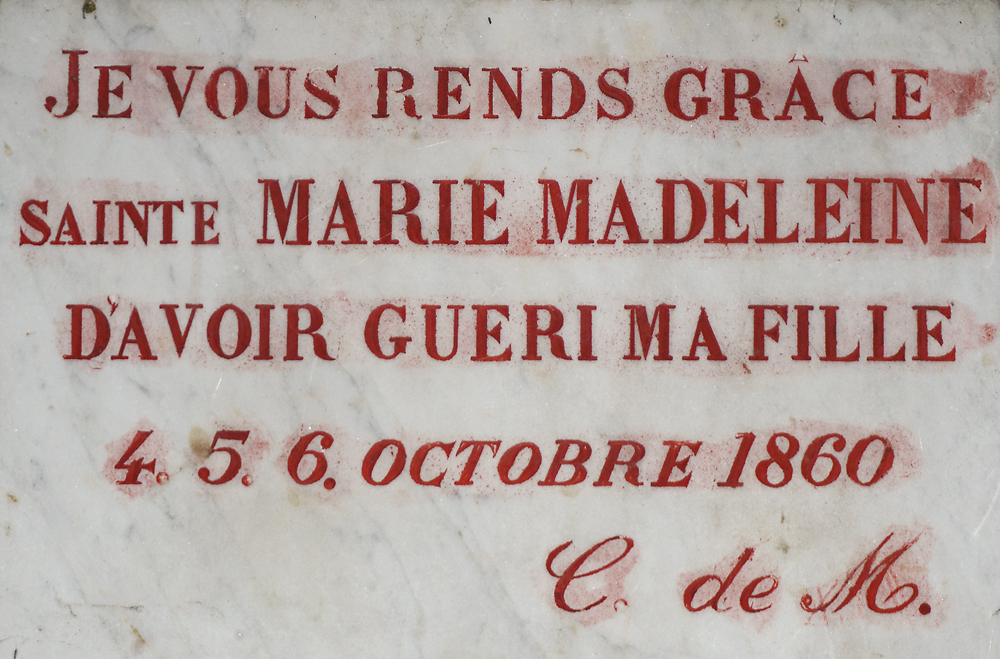 JE VOUS RENDS GRÂCE
SAINTE MARIE MADELEINE
D'AVOIR GUERI MA FILLE
4. 5. 6. OCTOBRE 1860
C. de M.